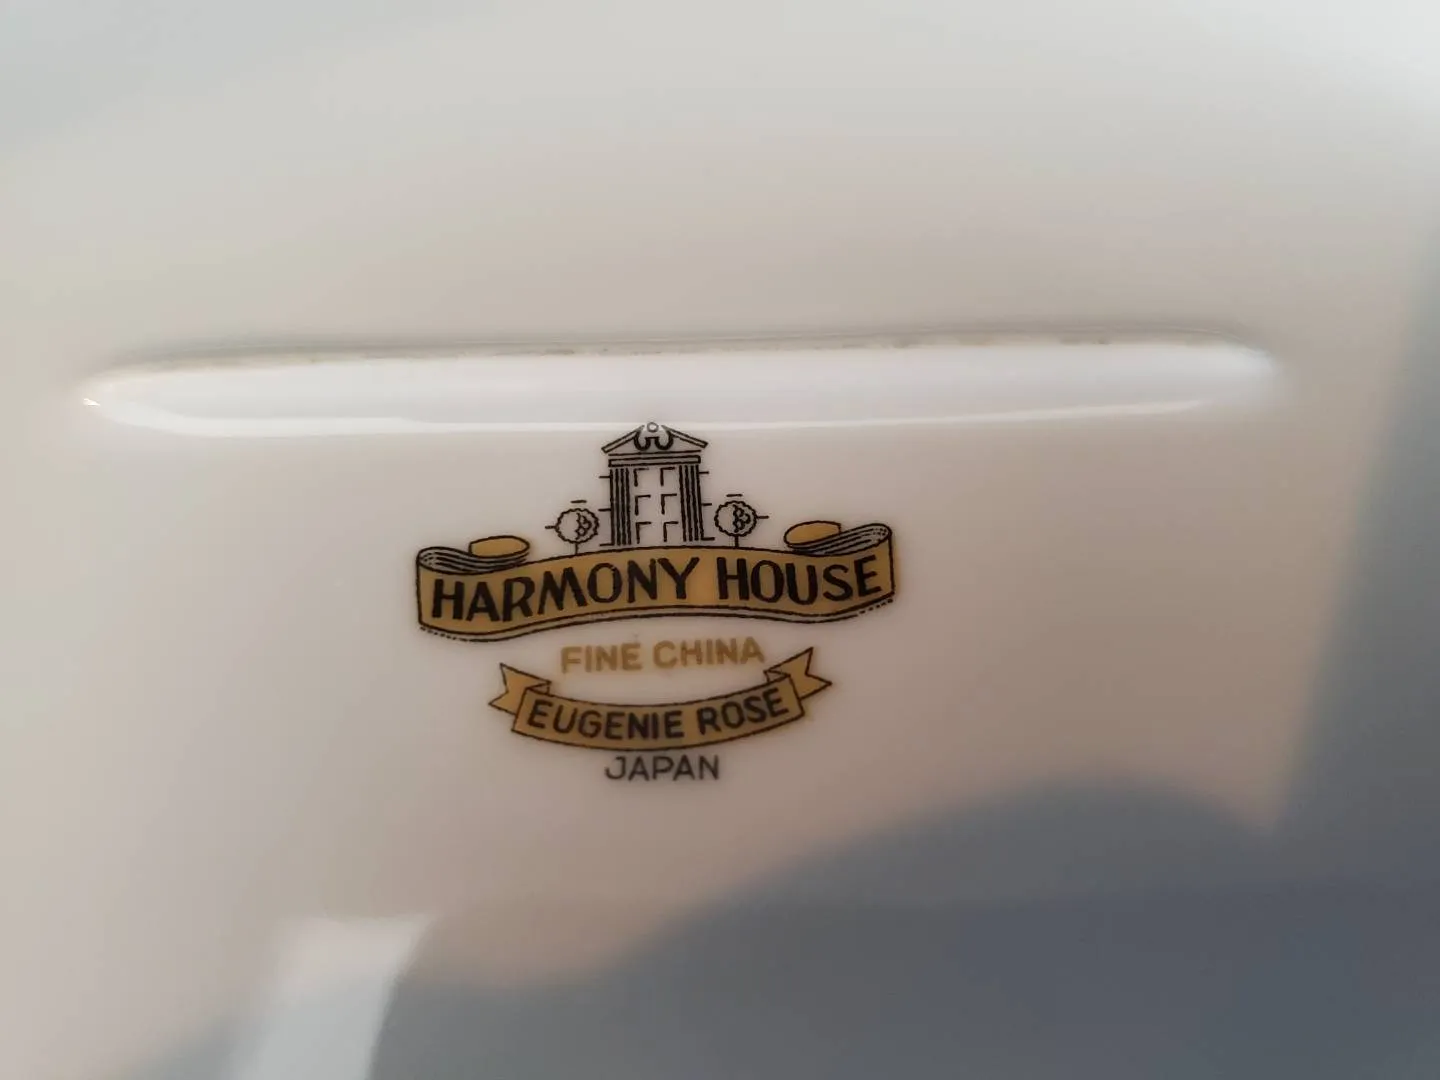 HARMONY HOUSE
FINE CHINA
EUGENIE ROSE
JAPAN